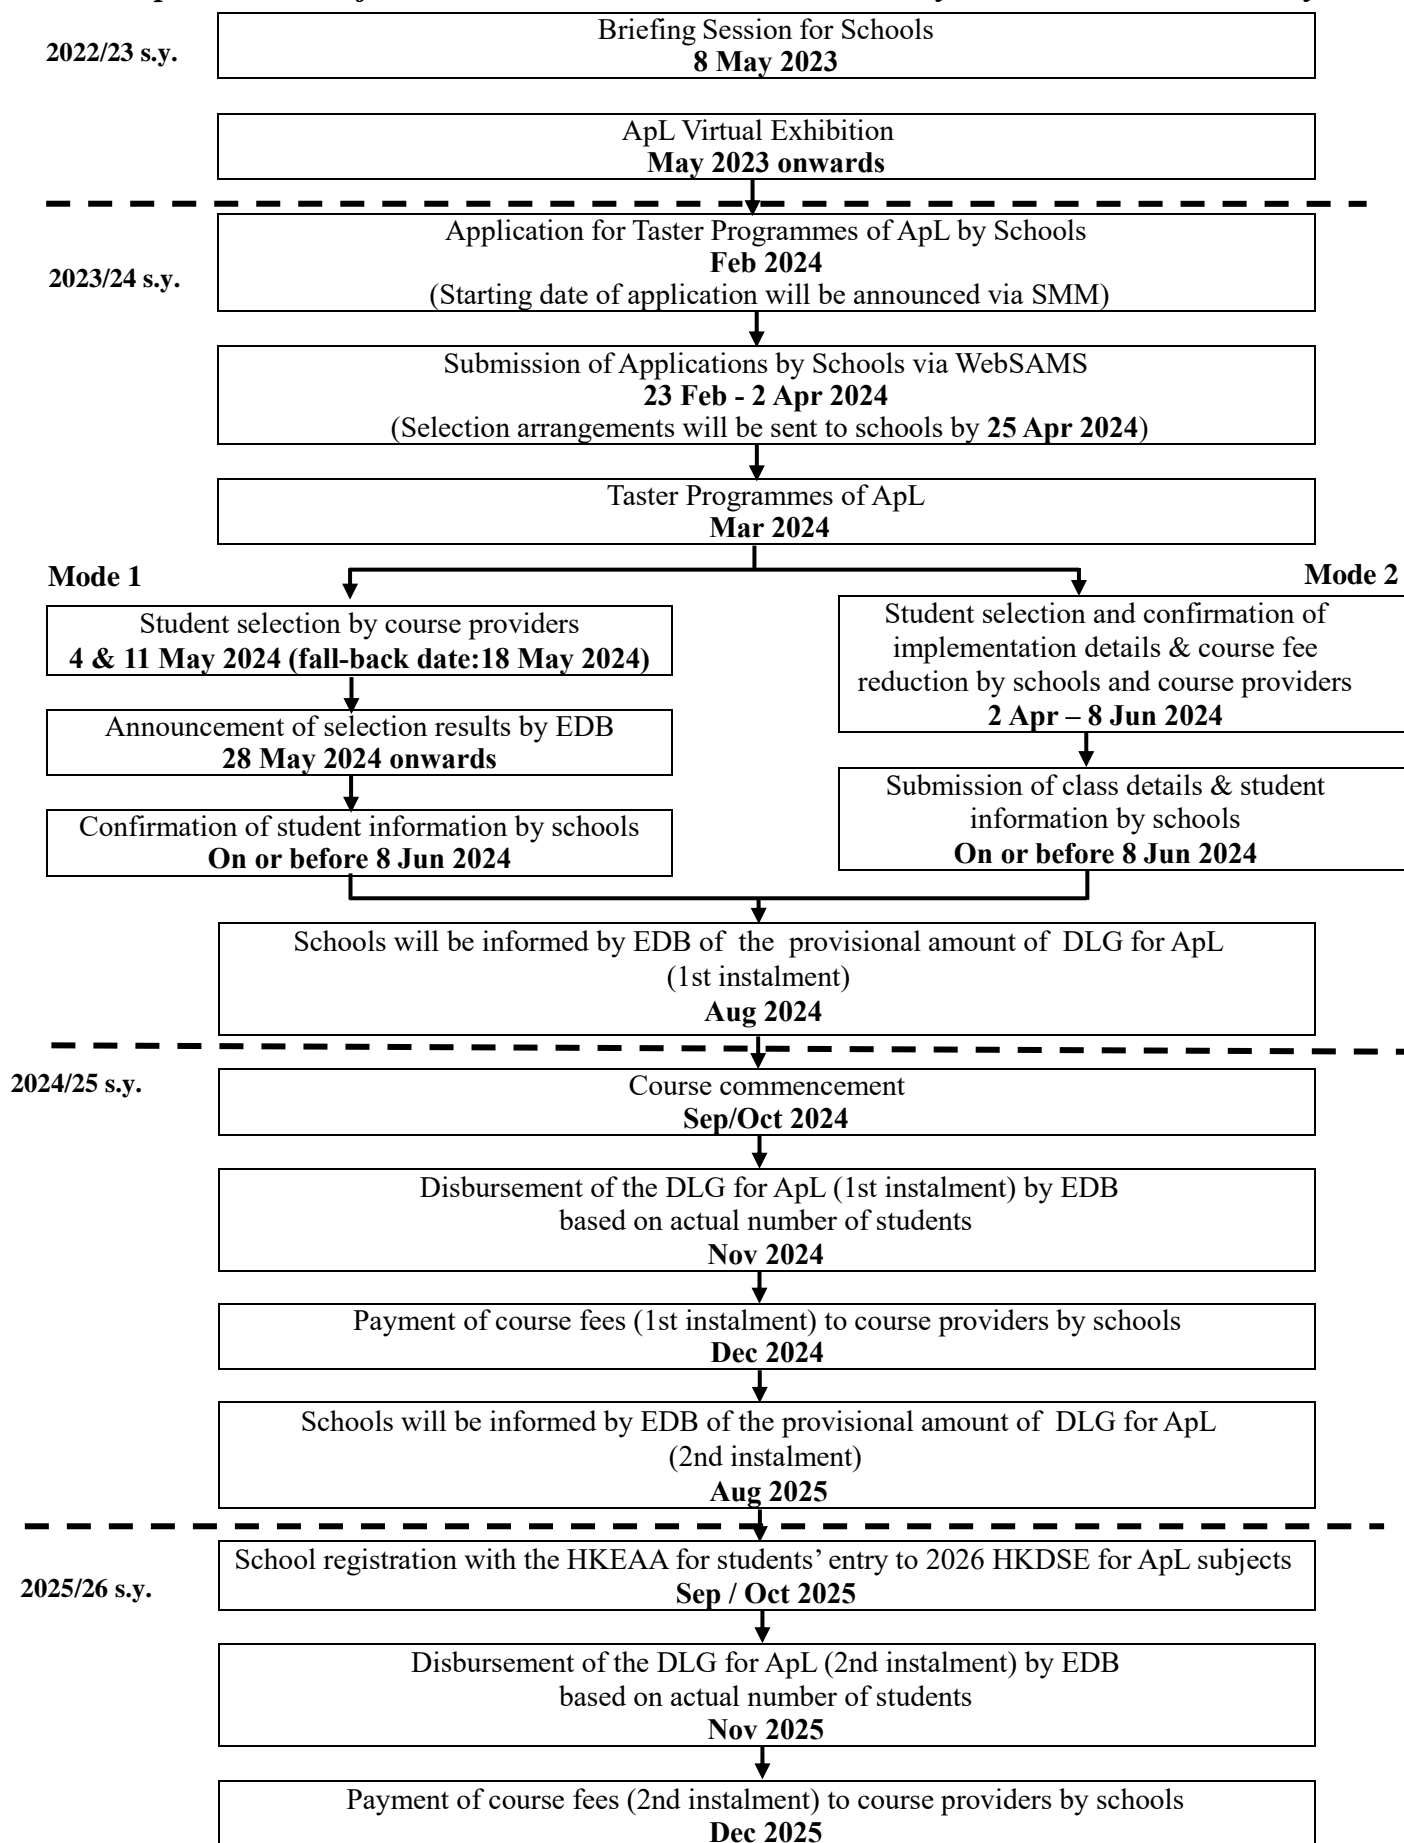 Briefing Session for Schools
2022/23 s.y.
8 May 2023
ApL Virtual Exhibition
May 2023 onwards
Application for Taster Programmes of ApL by Schools
Feb 2024
2023/24 s.y.
(Starting date of application will be announced via SMM)
Submission of Applications by Schools via WebSAMS
23 Feb - 2 Apr 2024
(Selection arrangements will be sent to schools by 25 Apr 2024)
Taster Programmes of ApL
Mar 2024
Mode 1
Student selection by course providers
4 & 11 May 2024 (fall-back date:18 May 2024)
Announcement of selection results by EDB
28 May 2024 onwards
Confirmation of student information by schools
On or before 8 Jun 2024
Mode 2
Student selection and confirmation of
implementation details & course fee
reduction by schools and course providers
2 Apr – 8 Jun 2024
Submission of class details & student
information by schools
On or before 8 Jun 2024
Schools will be informed by EDB of the provisional amount of DLG for ApL
(1st instalment)
Aug 2024
2024/25 s.y.
Course commencement
Sep/Oct 2024
Disbursement of the DLG for ApL (1st instalment) by EDB
based on actual number of students
Nov 2024
Payment of course fees (1st instalment) to course providers by schools
Dec 2024
Schools will be informed by EDB of the provisional amount of DLG for ApL
(2nd instalment)
Aug 2025
School registration with the HKEAA for students’ entry to 2026 HKDSE for ApL subjects
2025/26 s.y.
Sep / Oct 2025
Disbursement of the DLG for ApL (2nd instalment) by EDB
based on actual number of students
Nov 2025
Payment of course fees (2nd instalment) to course providers by schools
Dec 2025